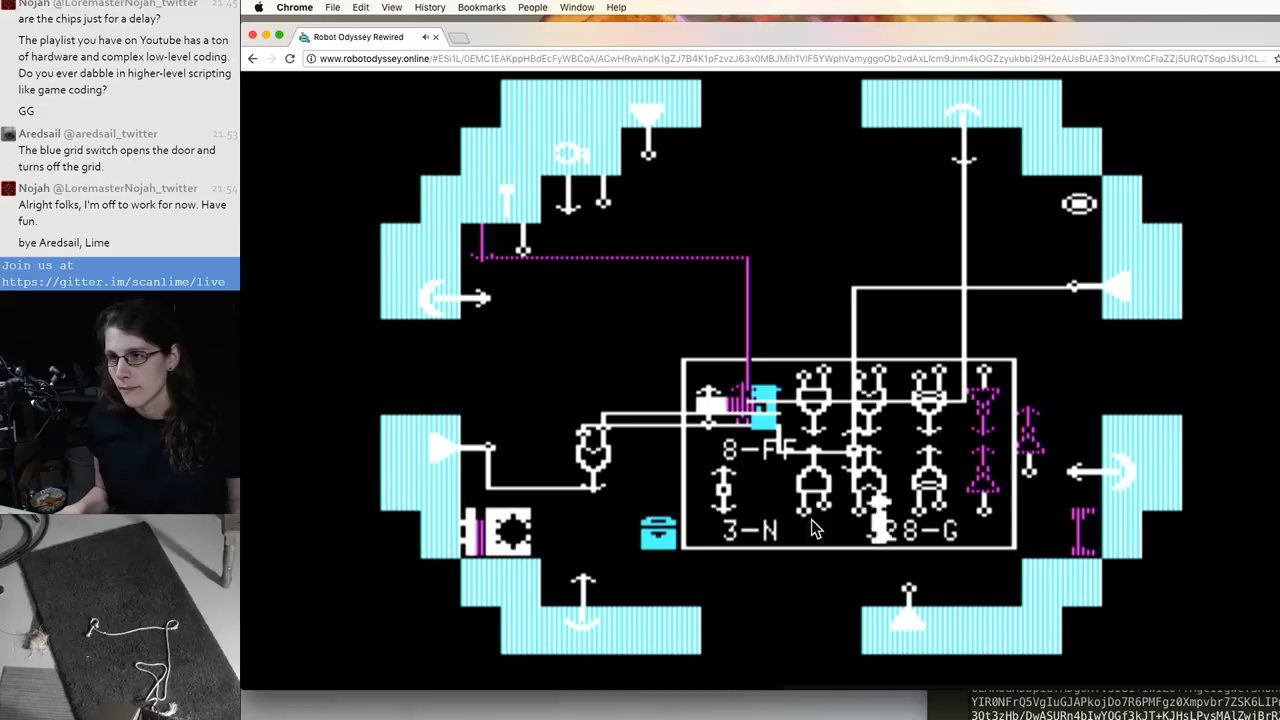 Chrome File Edit View History Bookmarks People Window Help
Robot Odyssey Rewired
Nojah @LoremasterNojah_twitter 21:45
are the chips just for a delay?
The playlist you have on Youtube has a ton
of hardware and complex low-level coding.
Do you ever dabble in higher-level scripting
like game coding?
GG
Aredsail @aredsail_twitter 21:53
The blue grid switch opens the door and
turns off the grid.
Nojah @LoremasterNojah_twitter 21:54
Alright folks, I'm off to work for now. Have
fun.
bye Aredsail, Lime
Join us at
https://gitter.im/scanlime/live
8-FF
3-N
28-G